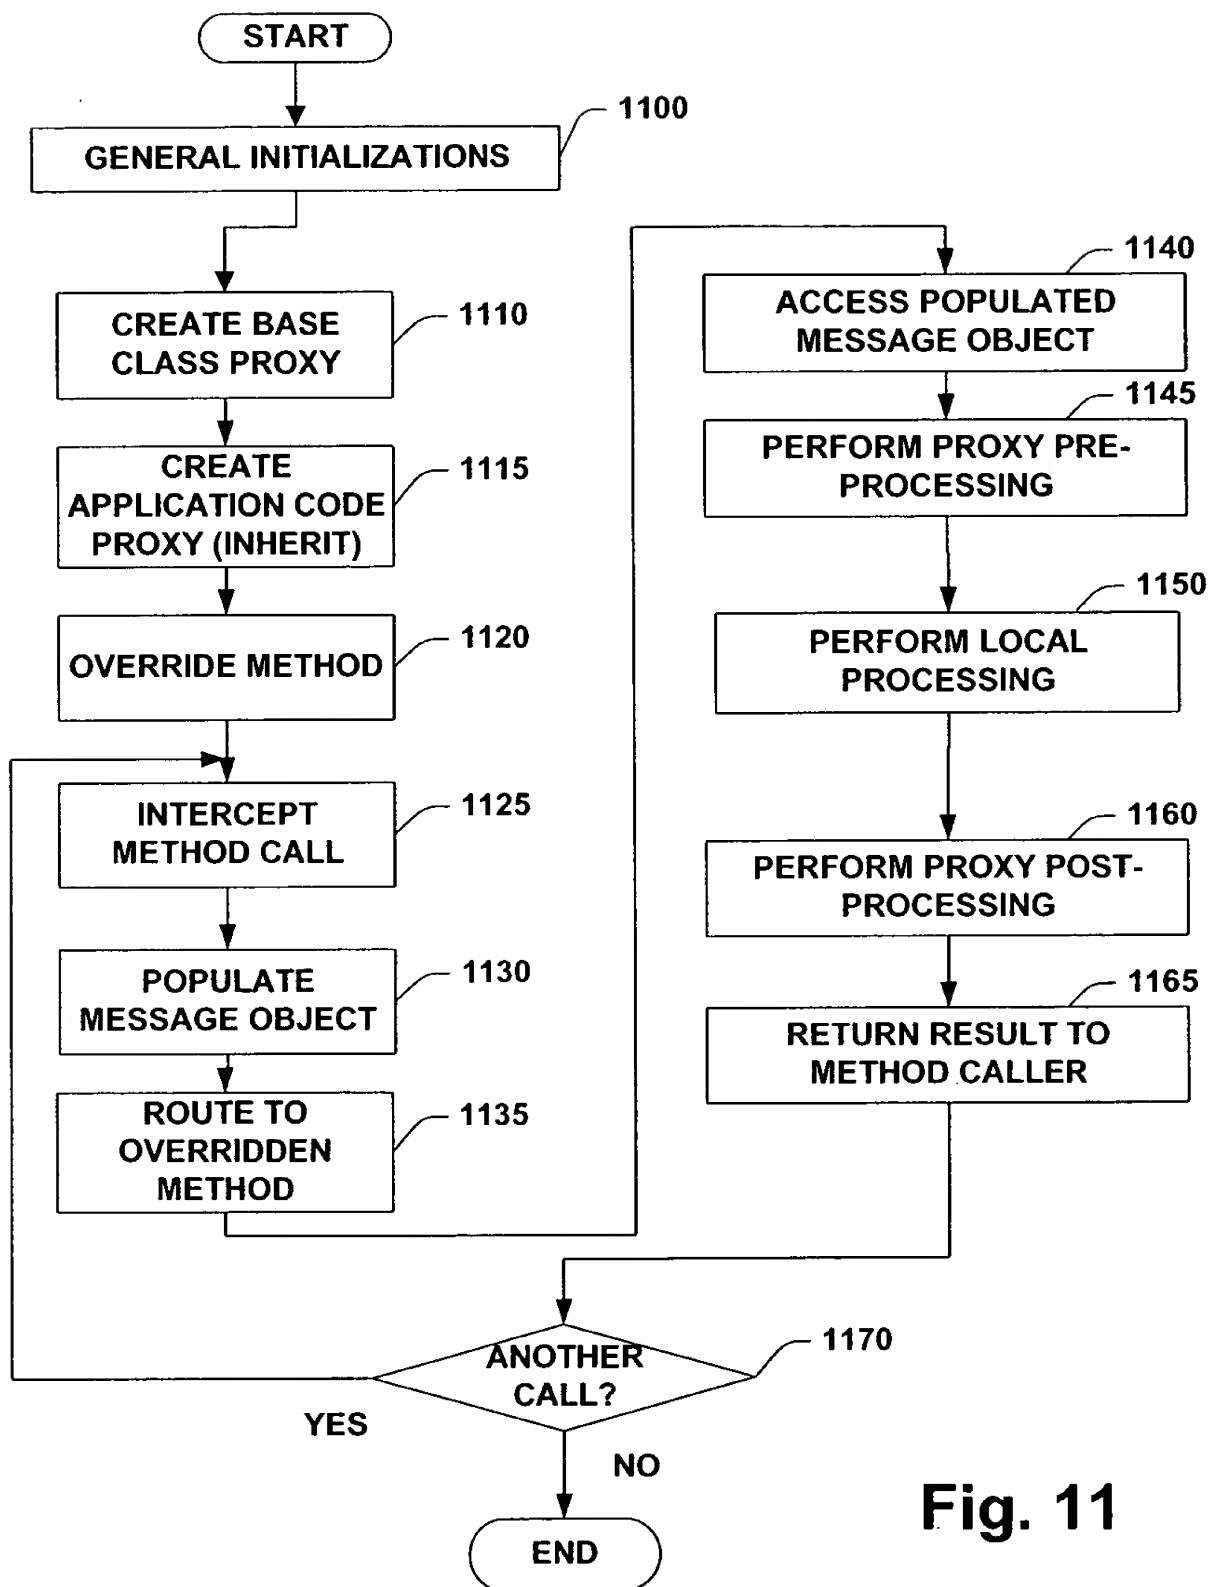 START
1100
GENERAL INITIALIZATIONS
CREATE BASE
CLASS PROXY
1110
CREATE
APPLICATION CODE
PROXY (INHERIT)
1115
OVERRIDE METHOD
1120
INTERCEPT
METHOD CALL
1125
POPULATE
MESSAGE OBJECT
1130
ROUTE TO
OVERRIDDEN
METHOD
1135
1140
ACCESS POPULATED
MESSAGE OBJECT
1145
PERFORM PROXY PRE-
PROCESSING
1150
PERFORM LOCAL
PROCESSING
1160
PERFORM PROXY POST-
PROCESSING
1165
RETURN RESULT TO
METHOD CALLER
ANOTHER
CALL?
1170
YES
NO
END
Fig. 11